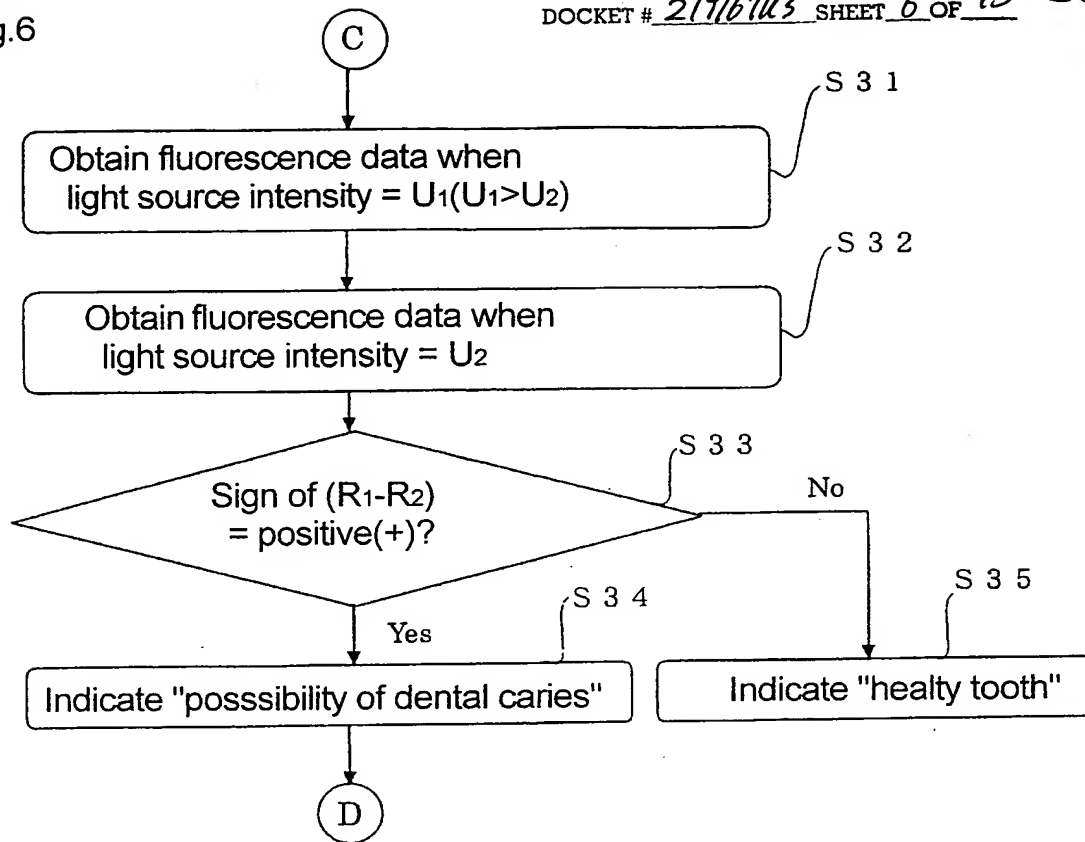 DOCKET # SHEET 6 OF
g.6
C
S 3 1
Obtain fluorescence data when
light source intensity = U1(U1>U2)
S 3 2
Obtain fluorescence data when
light source intensity = U2
S 3 3
Sign of (R1-R2)
= positive(+)?
No
S 3 4
S 3 5
Yes
Indicate "posssibility of dental caries"
Indicate "healty tooth"
D